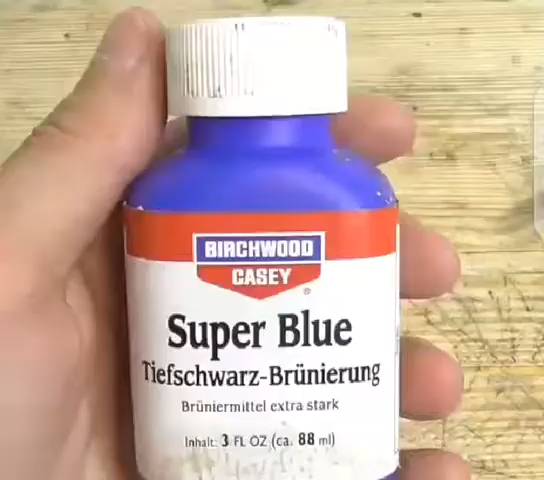 BIRCHWOOD
CASEY
®
Super Blue
Tiefschwarz-Brünierung
Brüniermittel extra stark
Inhalt: 3 FL OZ (ca. 88 ml)